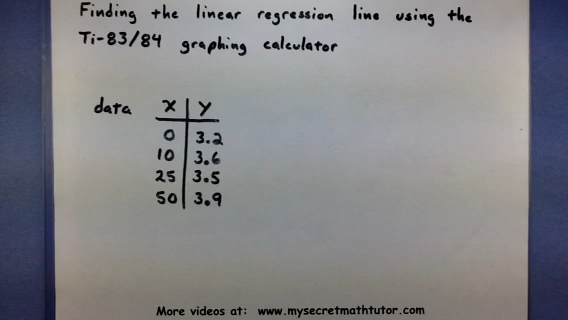 Finding the linear regression line using the
Ti-83/84 graphing calculator
data x y
0 3.2
10 3.6
25 3.5
50 3.9
More videos at: www.mysecretmathtutor.com